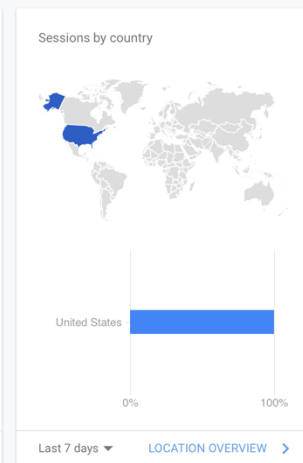 Sessions by country
United States
0% 100%
Last 7 days LOCATION OVERVIEW